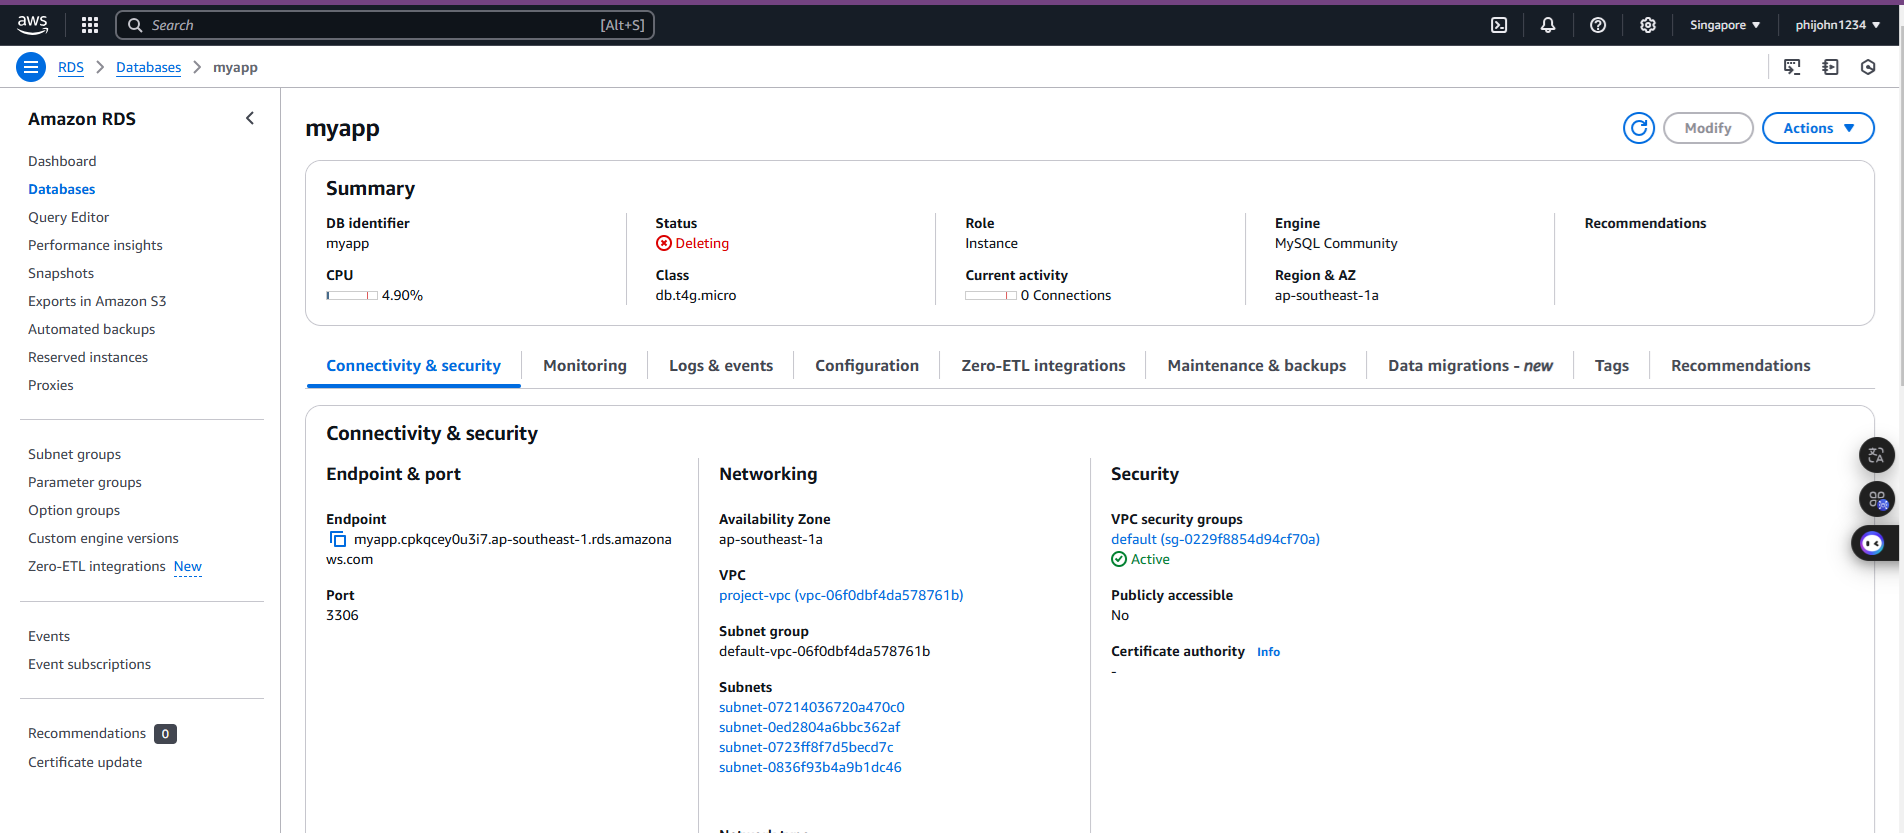 aws
Search
[Alt+S]
Singapore
phijohn1234
RDS
Databases
myapp
Amazon RDS
Dashboard
Databases
Query Editor
Performance insights
Snapshots
Exports in Amazon S3
Automated backups
Reserved instances
Proxies
Subnet groups
Parameter groups
Option groups
Custom engine versions
Zero-ETL integrations New
Events
Event subscriptions
Recommendations 0
Certificate update
myapp
Modify
Actions
Summary
DB identifier
myapp
CPU
4.90%
Status
Deleting
Class
db.t4g.micro
Role
Instance
Current activity
0 Connections
Engine
MySQL Community
Region & AZ
ap-southeast-1a
Recommendations
Connectivity & security
Monitoring
Logs & events
Configuration
Zero-ETL integrations
Maintenance & backups
Data migrations - new
Tags
Recommendations
Connectivity & security
Endpoint & port
Endpoint
myapp.cpkqcey0u3i7.ap-southeast-1.rds.amazona
ws.com
Port
3306
Networking
Availability Zone
ap-southeast-1a
VPC
project-vpc (vpc-06f0dbf4da578761b)
Subnet group
default-vpc-06f0dbf4da578761b
Subnets
subnet-07214036720a470c0
subnet-0ed2804a6bbc362af
subnet-0723ff8f7d5becd7c
subnet-0836f93b4a9b1dc46
Security
VPC security groups
default (sg-0229f8854d94cf70a)
Active
Publicly accessible
No
Certificate authority Info
-